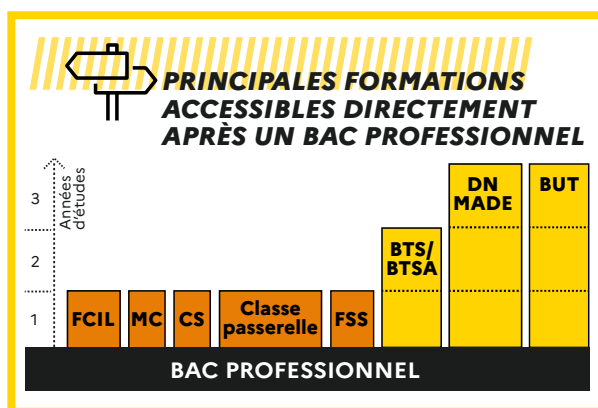 PRINCIPALES FORMATIONS
ACCESSIBLES DIRECTEMENT
APRÈS UN BAC PROFESSIONNEL
Années
d'études
3
2
1
FCIL
MC
CS
Classe
passerelle
FSS
BTS/
BTSA
DN
MADE
BUT
BAC PROFESSIONNEL